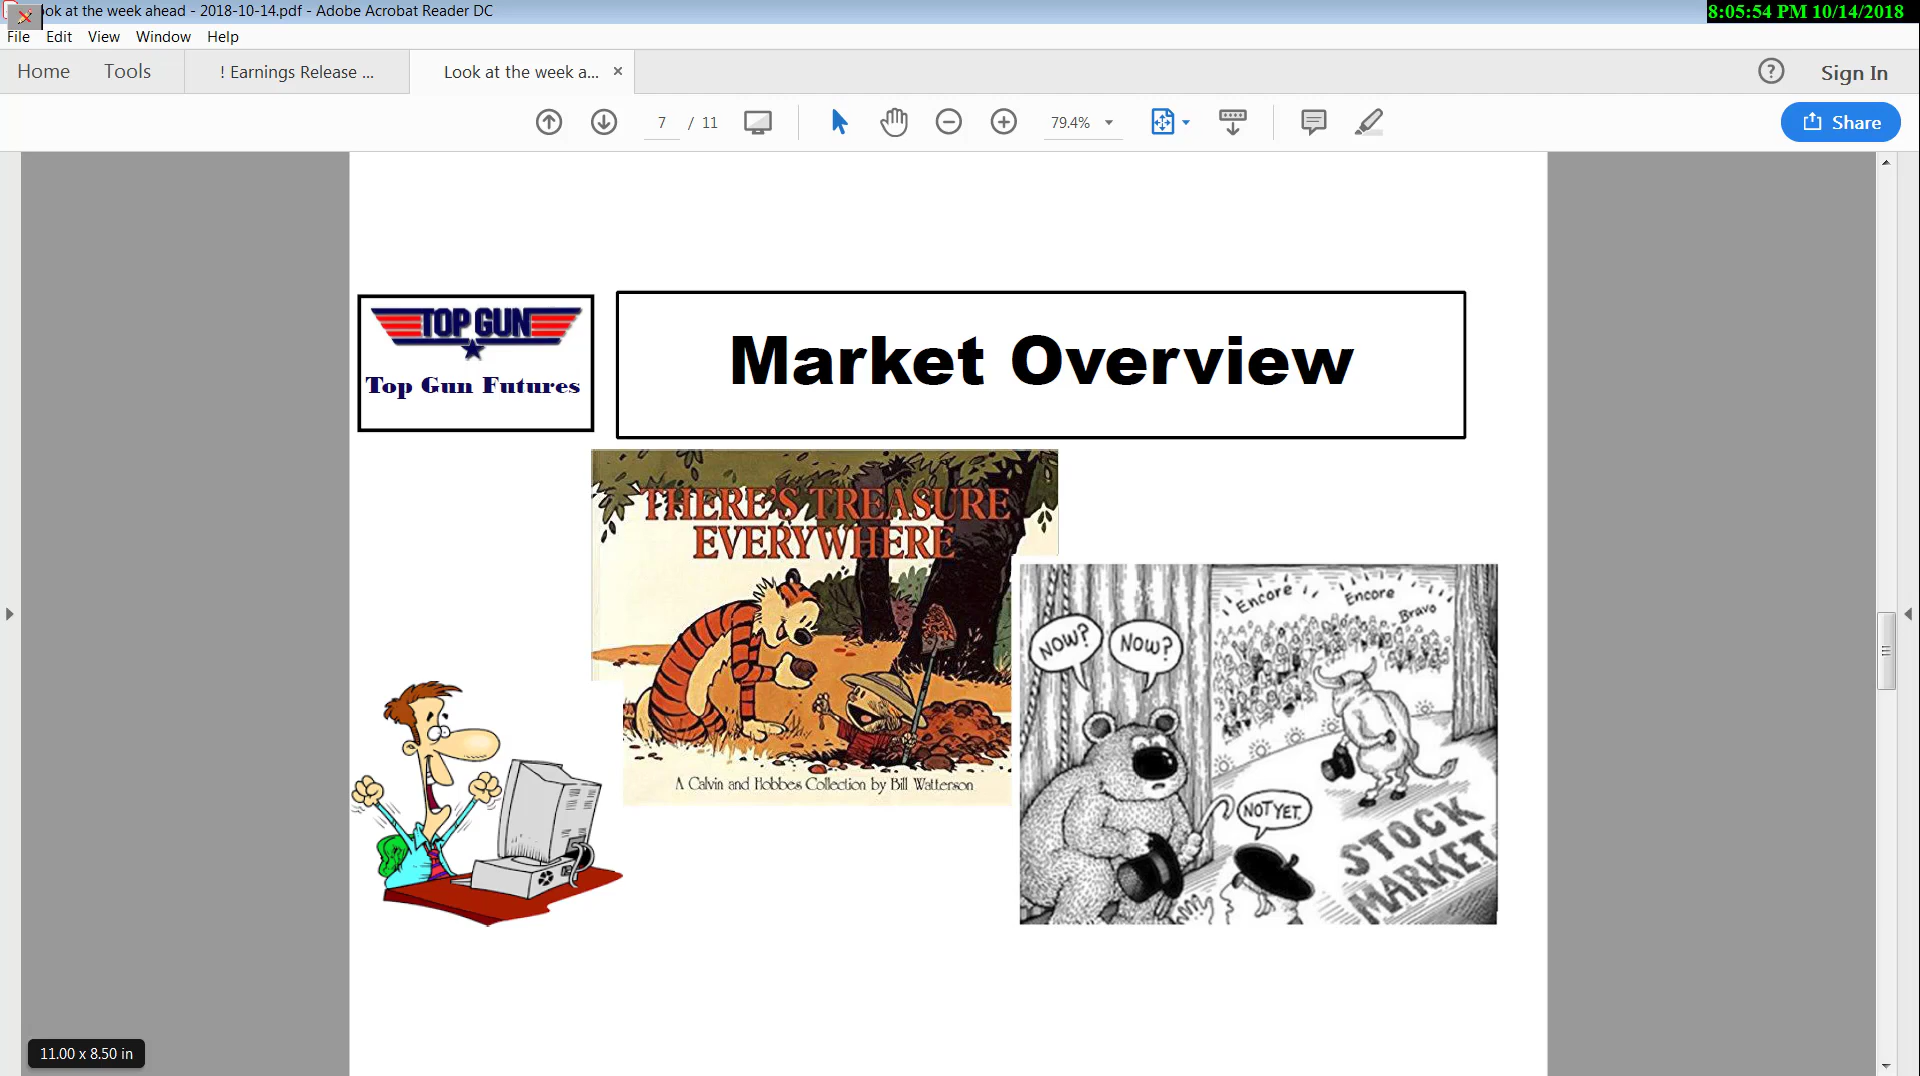 ok at the week ahead - 2018-10-14.pdf - Adobe Acrobat Reader DC
8:05:54 PM 10/14/2018
File Edit View Window Help
Home Tools ! Earnings Release ... Look at the week a... × ? Sign In
7 / 11 79.4% Share
TOP GUN
Top Gun Futures
Market Overview
THERE'S TREASURE
EVERYWHERE
A Calvin and Hobbes Collection by Bill Watterson
Encore
Encore
Bravo
NOW?
NOW?
NOT YET.
STOCK
MARKET
11.00 x 8.50 in